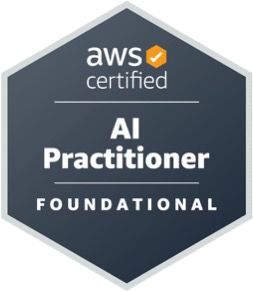 aws
certified
AI
Practitioner
FOUNDATIONAL